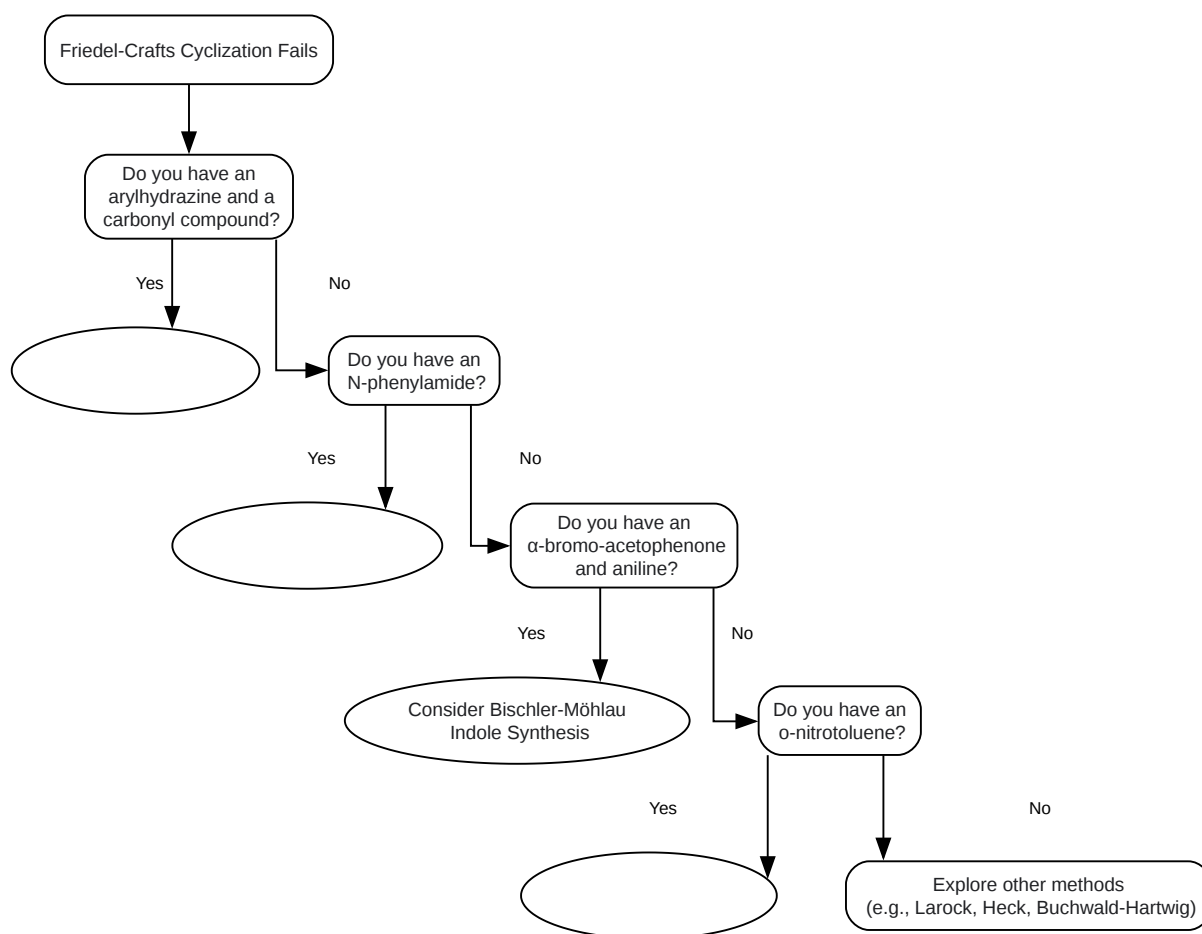 Friedel-Crafts Cyclization Fails
Do you have an
arylhydrazine and a
carbonyl compound?
Yes
No
Do you have an
N-phenylamide?
Yes
No
Do you have an
α-bromo-acetophenone
and aniline?
Yes
No
Consider Bischler-Möhlau
Indole Synthesis
Do you have an
o-nitrotoluene?
Yes
No
Explore other methods
(e.g., Larock, Heck, Buchwald-Hartwig)